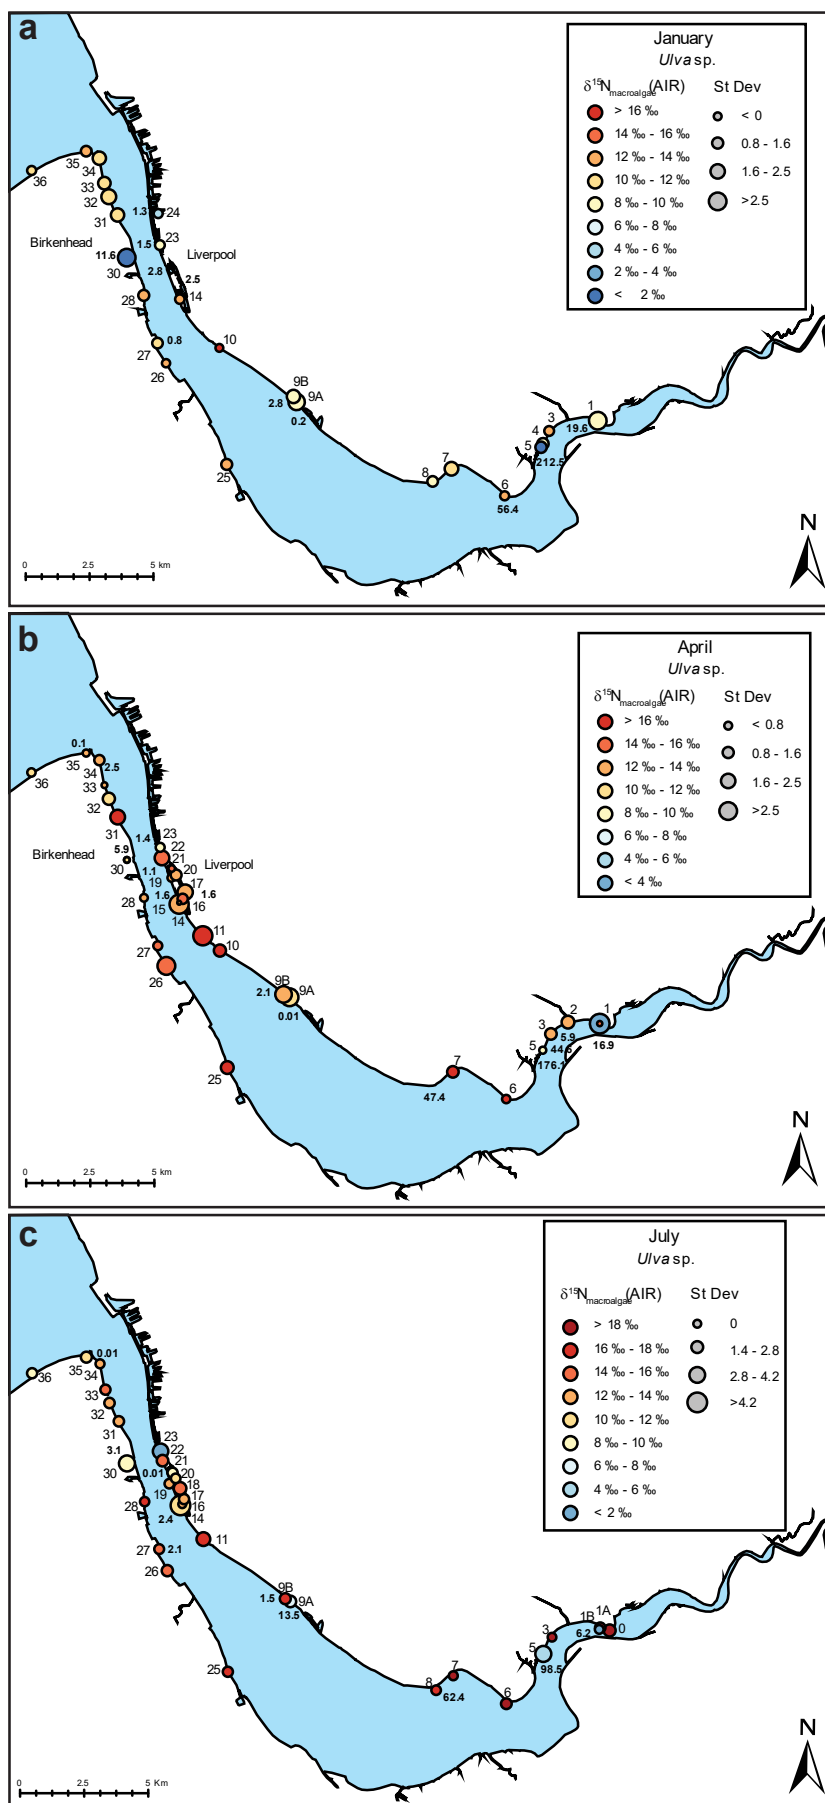 a
January
Ulva sp.
δ15Nmacroalgae (AIR)
St Dev
> 16 ‰
14 ‰ - 16 ‰
12 ‰ - 14 ‰
10 ‰ - 12 ‰
8 ‰ - 10 ‰
6 ‰ - 8 ‰
4 ‰ - 6 ‰
2 ‰ - 4 ‰
< 2 ‰
< 0
0.8 - 1.6
1.6 - 2.5
>2.5
35
34
36
33
32
31
1.3
24
Birkenhead
1.5
23
Liverpool
11.6
30
2.8
2.5
14
28
27
0.8
10
26
9B
9A
2.8
0.2
25
8
7
6
56.4
3
4
5
212.5
19.6
1
0 2.5 5 km
N
b
April
Ulva sp.
δ15Nmacroalgae (AIR)
St Dev
> 16 ‰
14 ‰ - 16 ‰
12 ‰ - 14 ‰
10 ‰ - 12 ‰
8 ‰ - 10 ‰
6 ‰ - 8 ‰
4 ‰ - 6 ‰
< 4 ‰
< 0.8
0.8 - 1.6
1.6 - 2.5
>2.5
0.1
35
34
2.5
36
33
32
31
1.4
23
22
Birkenhead
5.9
30
21
Liverpool
1.1
20
19
17
28
1.6
1.6
15
16
14
11
10
27
26
9B
9A
2.1
0.01
25
7
47.4
6
5
3
2
5.9
44.6
176.1
1
16.9
0 2.5 5 km
N
c
July
Ulva sp.
δ15Nmacroalgae (AIR)
St Dev
> 18 ‰
16 ‰ - 18 ‰
14 ‰ - 16 ‰
12 ‰ - 14 ‰
10 ‰ - 12 ‰
8 ‰ - 10 ‰
6 ‰ - 8 ‰
4 ‰ - 6 ‰
< 2 ‰
0
1.4 - 2.8
2.8 - 4.2
>4.2
0.01
35
34
36
33
32
31
23
22
3.1
30
21
0.01
20
19
18
17
28
16
2.4
14
11
27
2.1
26
9B
9A
1.5
13.5
25
8
7
62.4
6
5
3
98.5
1B
1A
6.2
0
0 2.5 5 Km
N